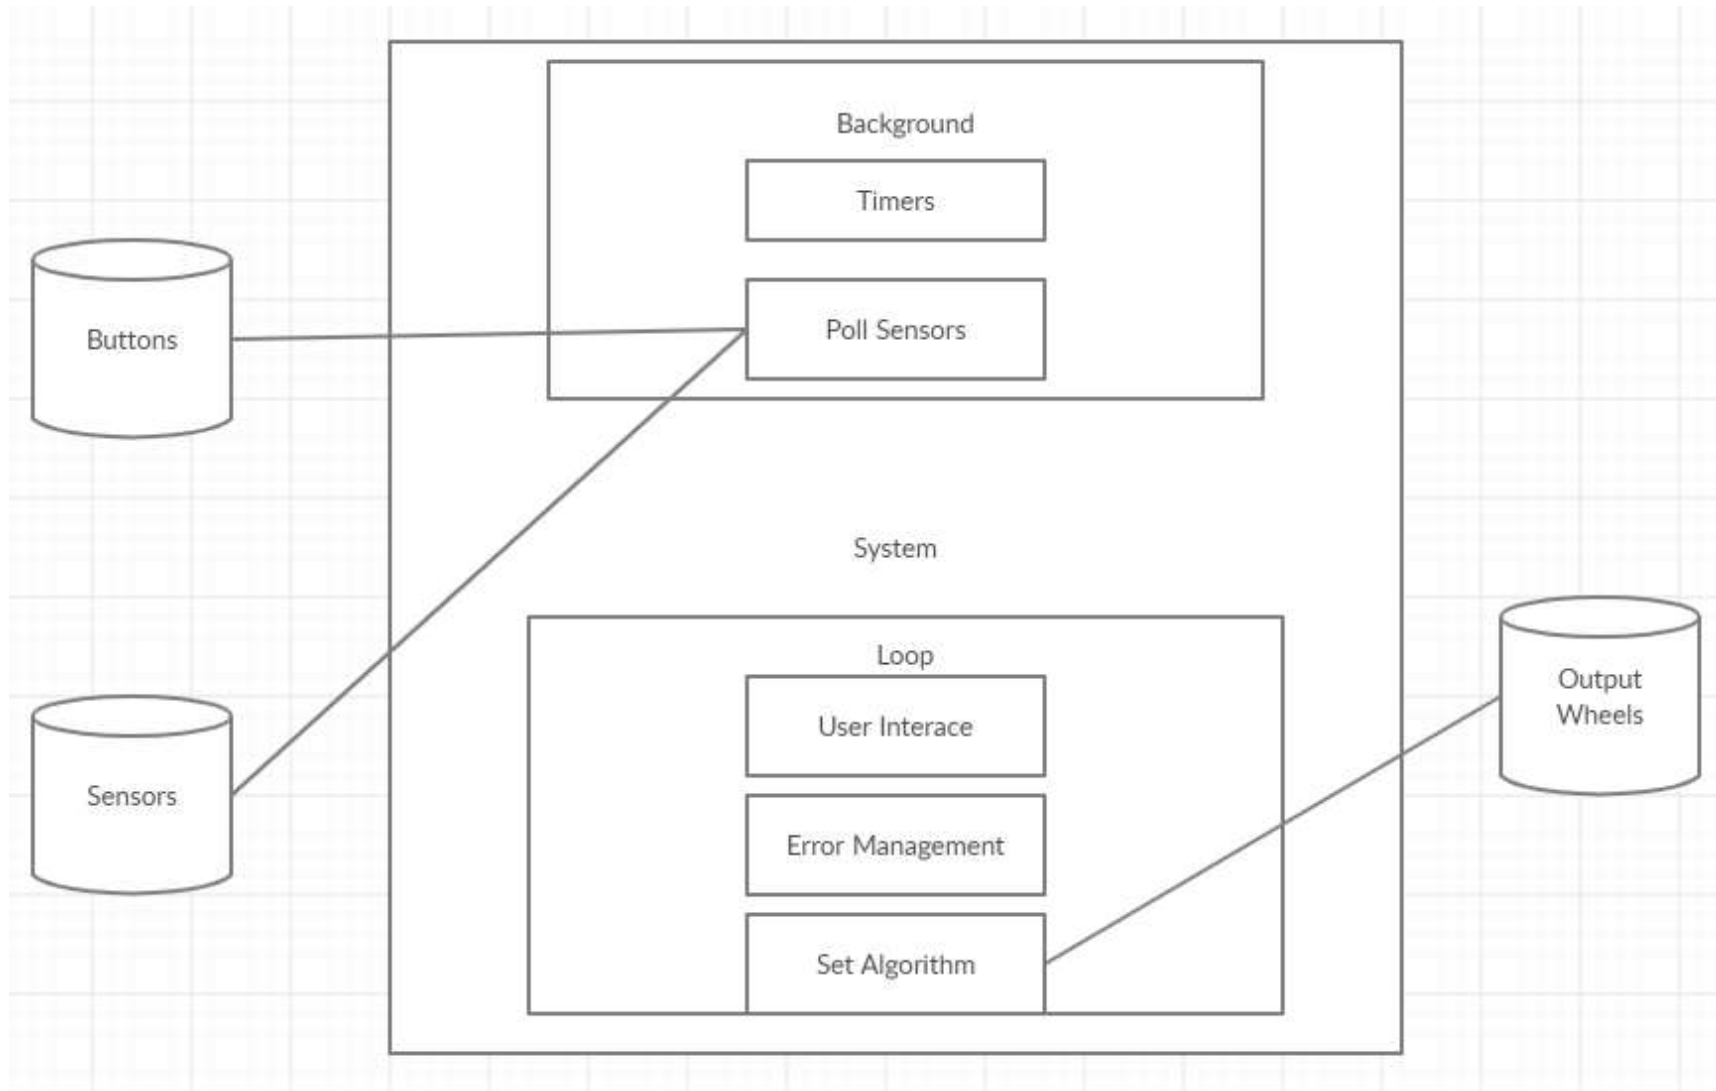 Background
Timers
Buttons
Poll Sensors
System
Loop
User Interace
Sensors
Error Management
Set Algorithm
Output
Wheels